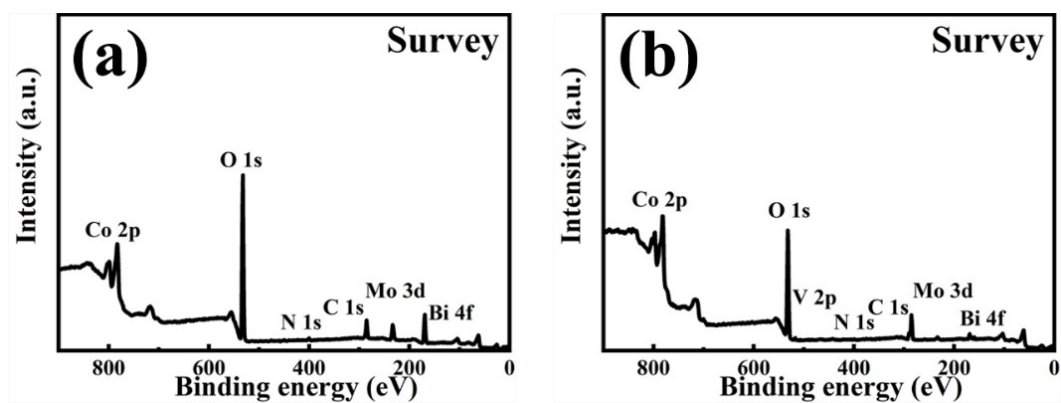 (a)
Survey
Intensity (a.u.)
O 1s
Co 2p
N 1s
C 1s
Mo 3d
Bi 4f
800
600
400
200
0
Binding energy (eV)
(b)
Survey
Intensity (a.u.)
Co 2p
O 1s
V 2p
N 1s
C 1s
Mo 3d
Bi 4f
800
600
400
200
0
Binding energy (eV)